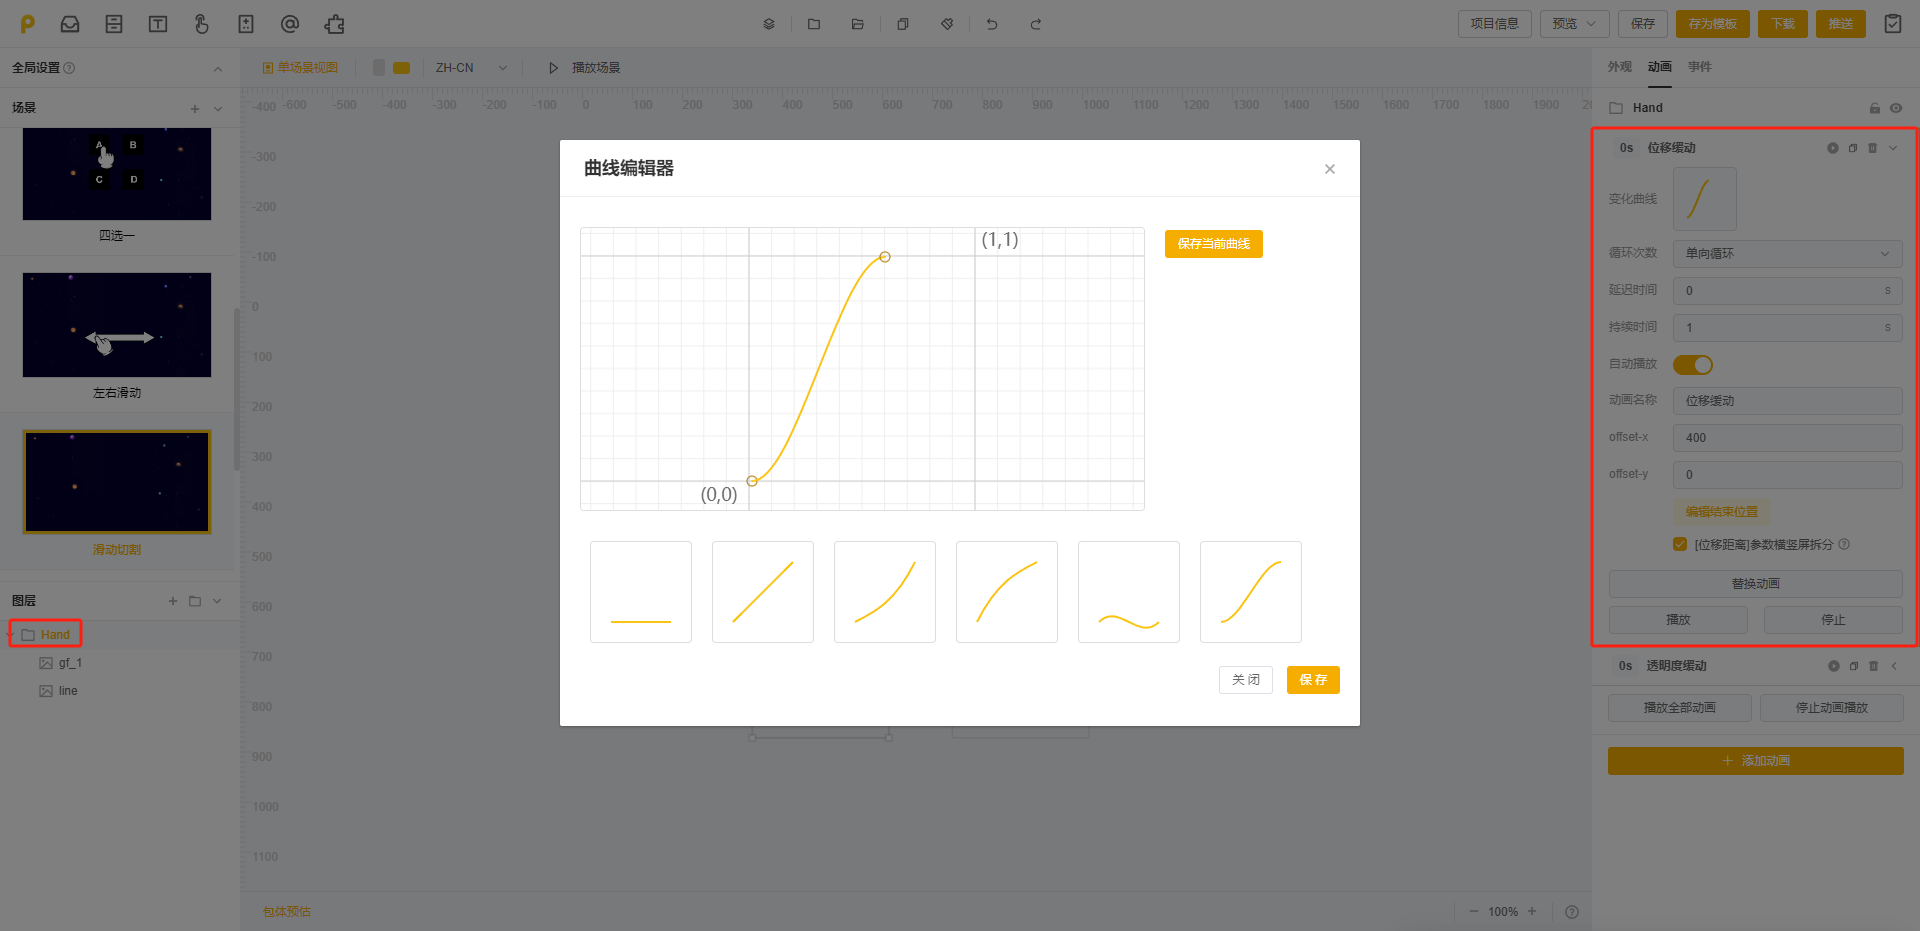 项目信息
预览
保存
存为模板
下载
推送
全局设置
单场景视图
ZH-CN
播放场景
外观 动画 事件
场景
-400 -600 -500 -400 -300 -200 -100 0 100 200 300 400 500 600 700 800 900 1000 1100 1200 1300 1400 1500 1600 1700 1800 1900
Hand
A B
C D
四选一
左右滑动
滑动切割
图层
Hand
gf_1
line
-300
-200
-100
0
100
200
300
400
500
600
700
800
900
1000
1100
曲线编辑器
(1,1)
保存当前曲线
(0,0)
关 闭
保 存
0s 位移缓动
变化曲线
循环次数 单向循环
延迟时间 0 s
持续时间 1 s
自动播放
动画名称 位移缓动
offset-x 400
offset-y 0
编辑结束位置
[位移距离]参数横竖屏拆分
替换动画
播放 停止
0s 透明度缓动
播放全部动画 停止动画播放
添加动画
包体预估
100%